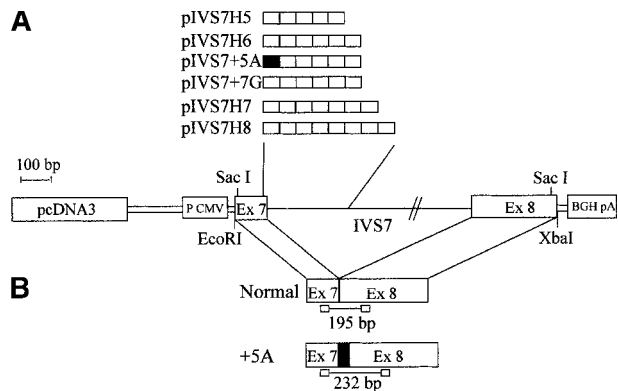 A
pIVS7H5
pIVS7H6
pIVS7+5A
pIVS7+7G
pIVS7H7
pIVS7H8
100 bp
Sac I
Sac I
pcDNA3
P CMV
Ex 7
IVS7
Ex 8
BGH pA
EcoRI
XbaI
B
Normal
Ex 7
Ex 8
195 bp
+5A
Ex 7
Ex 8
232 bp